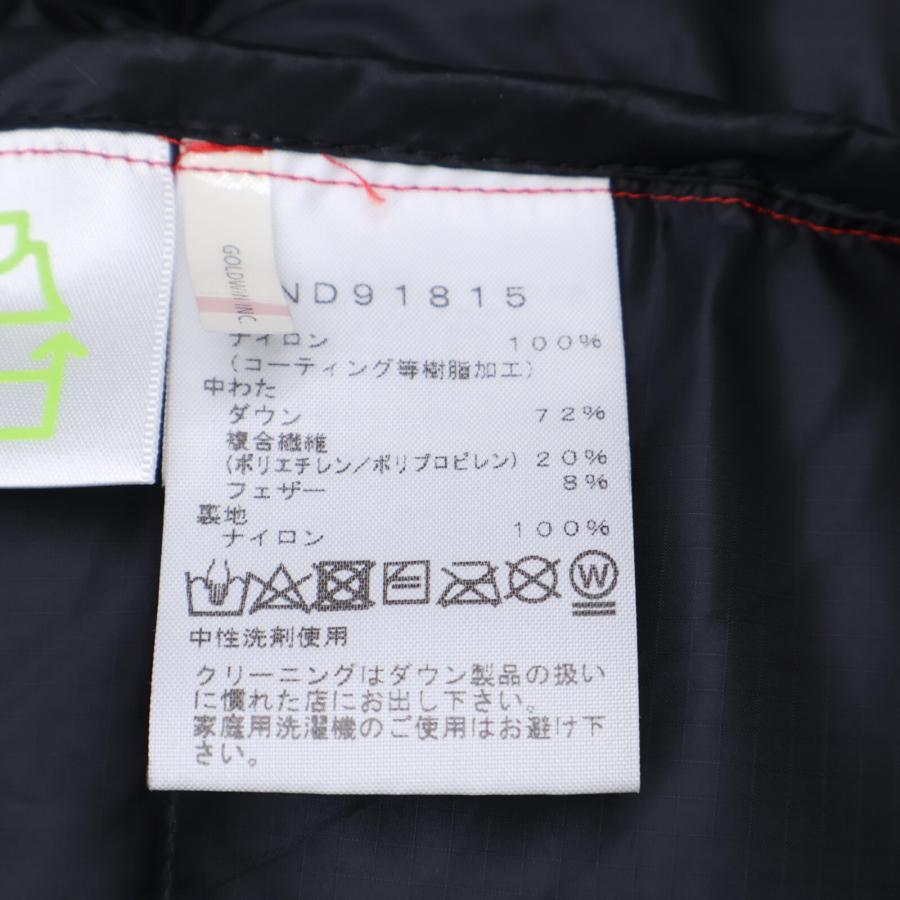 GOLDWIN INC.
ND91815
ナイロン 100%
(コーティング等樹脂加工)
中わた
ダウン 72%
複合繊維
(ポリエチレン/ポリプロピレン) 20%
フェザー 8%
裏地
ナイロン 100%
W
中性洗剤使用
クリーニングはダウン製品の扱い
に慣れた店にお出し下さい。
家庭用洗濯機のご使用はお避け下
さい。